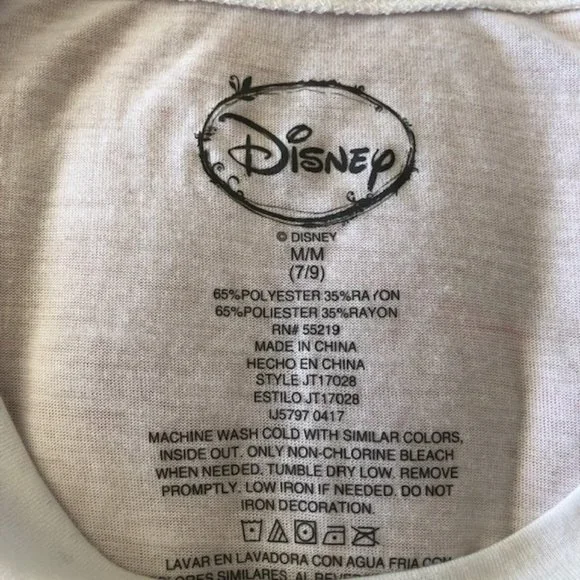 Disney
© DISNEY
M/M
(7/9)
65%POLYESTER 35%RAYON
65%POLIESTER 35%RAYON
RN# 55219
MADE IN CHINA
HECHO EN CHINA
STYLE JT17028
ESTILO JT17028
IJ5797 0417
MACHINE WASH COLD WITH SIMILAR COLORS,
INSIDE OUT. ONLY NON-CHLORINE BLEACH
WHEN NEEDED. TUMBLE DRY LOW. REMOVE
PROMPTLY. LOW IRON IF NEEDED. DO NOT
IRON DECORATION.
LAVAR EN LAVADORA CON AGUA FRIA CON
SIMILARES, AL